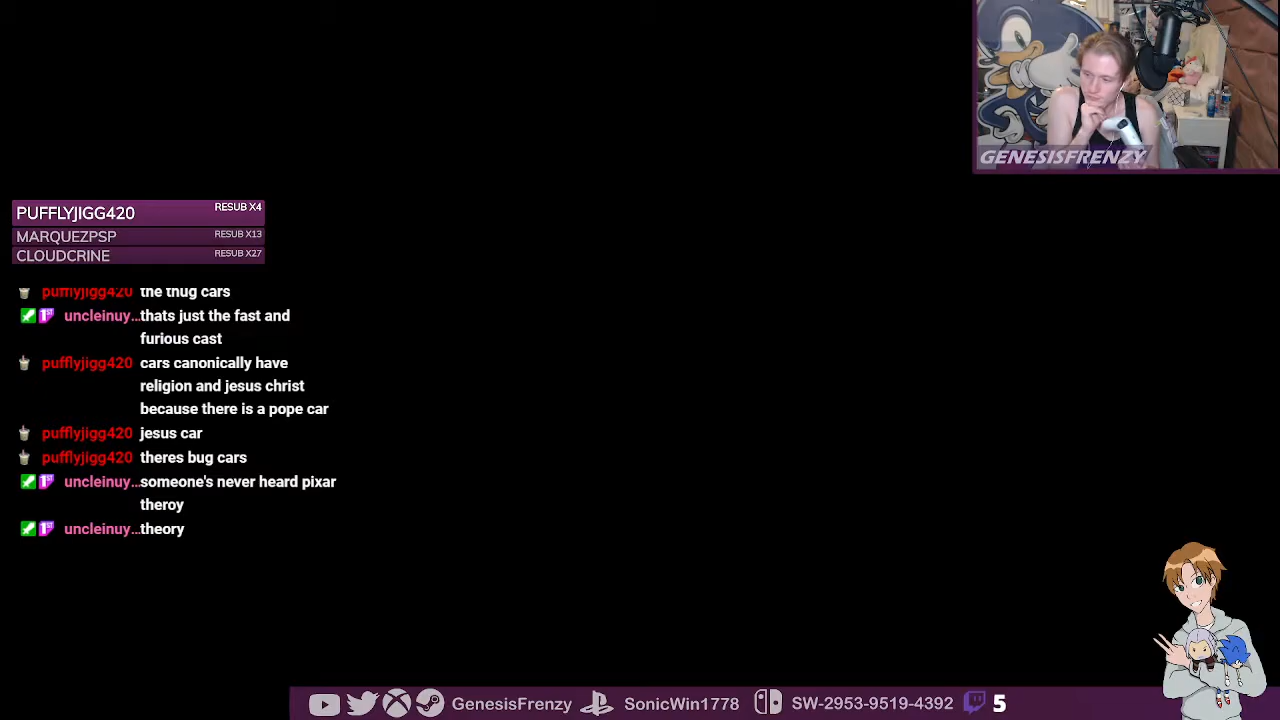 GENESISFRENZY
PUFFLYJIGG420 RESUB X4
MARQUEZPSP RESUB X13
CLOUDCRINE RESUB X27
pufflyjigg420 the thug cars
uncleinuy... thats just the fast and
furious cast
pufflyjigg420 cars canonically have
religion and jesus christ
because there is a pope car
pufflyjigg420 jesus car
pufflyjigg420 theres bug cars
uncleinuy... someone's never heard pixar
theroy
uncleinuy... theory
GenesisFrenzy SonicWin1778 SW-2953-9519-4392 5